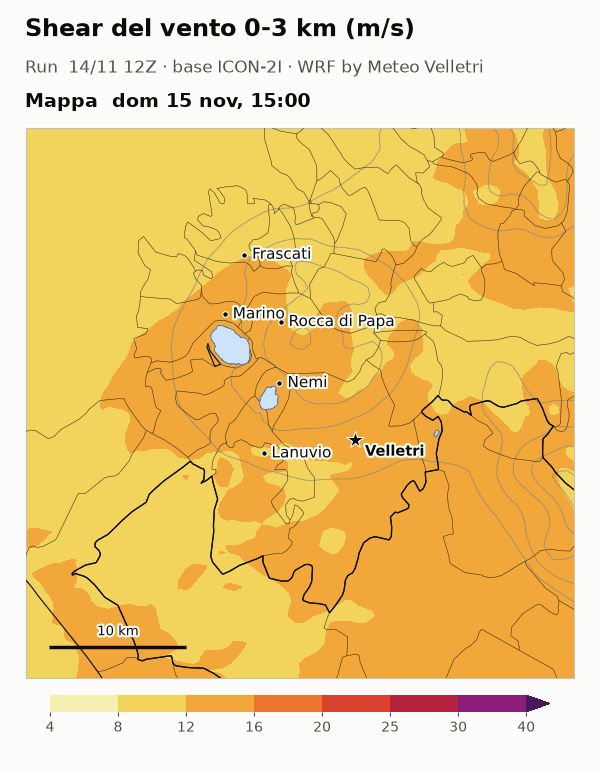 Shear del vento 0-3 km (m/s)
Run  14/11 12Z · base ICON-2I · WRF by Meteo Velletri
Mappa  dom 15 nov, 15:00
Frascati
Marino
Rocca di Papa
Nemi
Velletri
Lanuvio
10 km
4 8 12 16 20 25 30 40